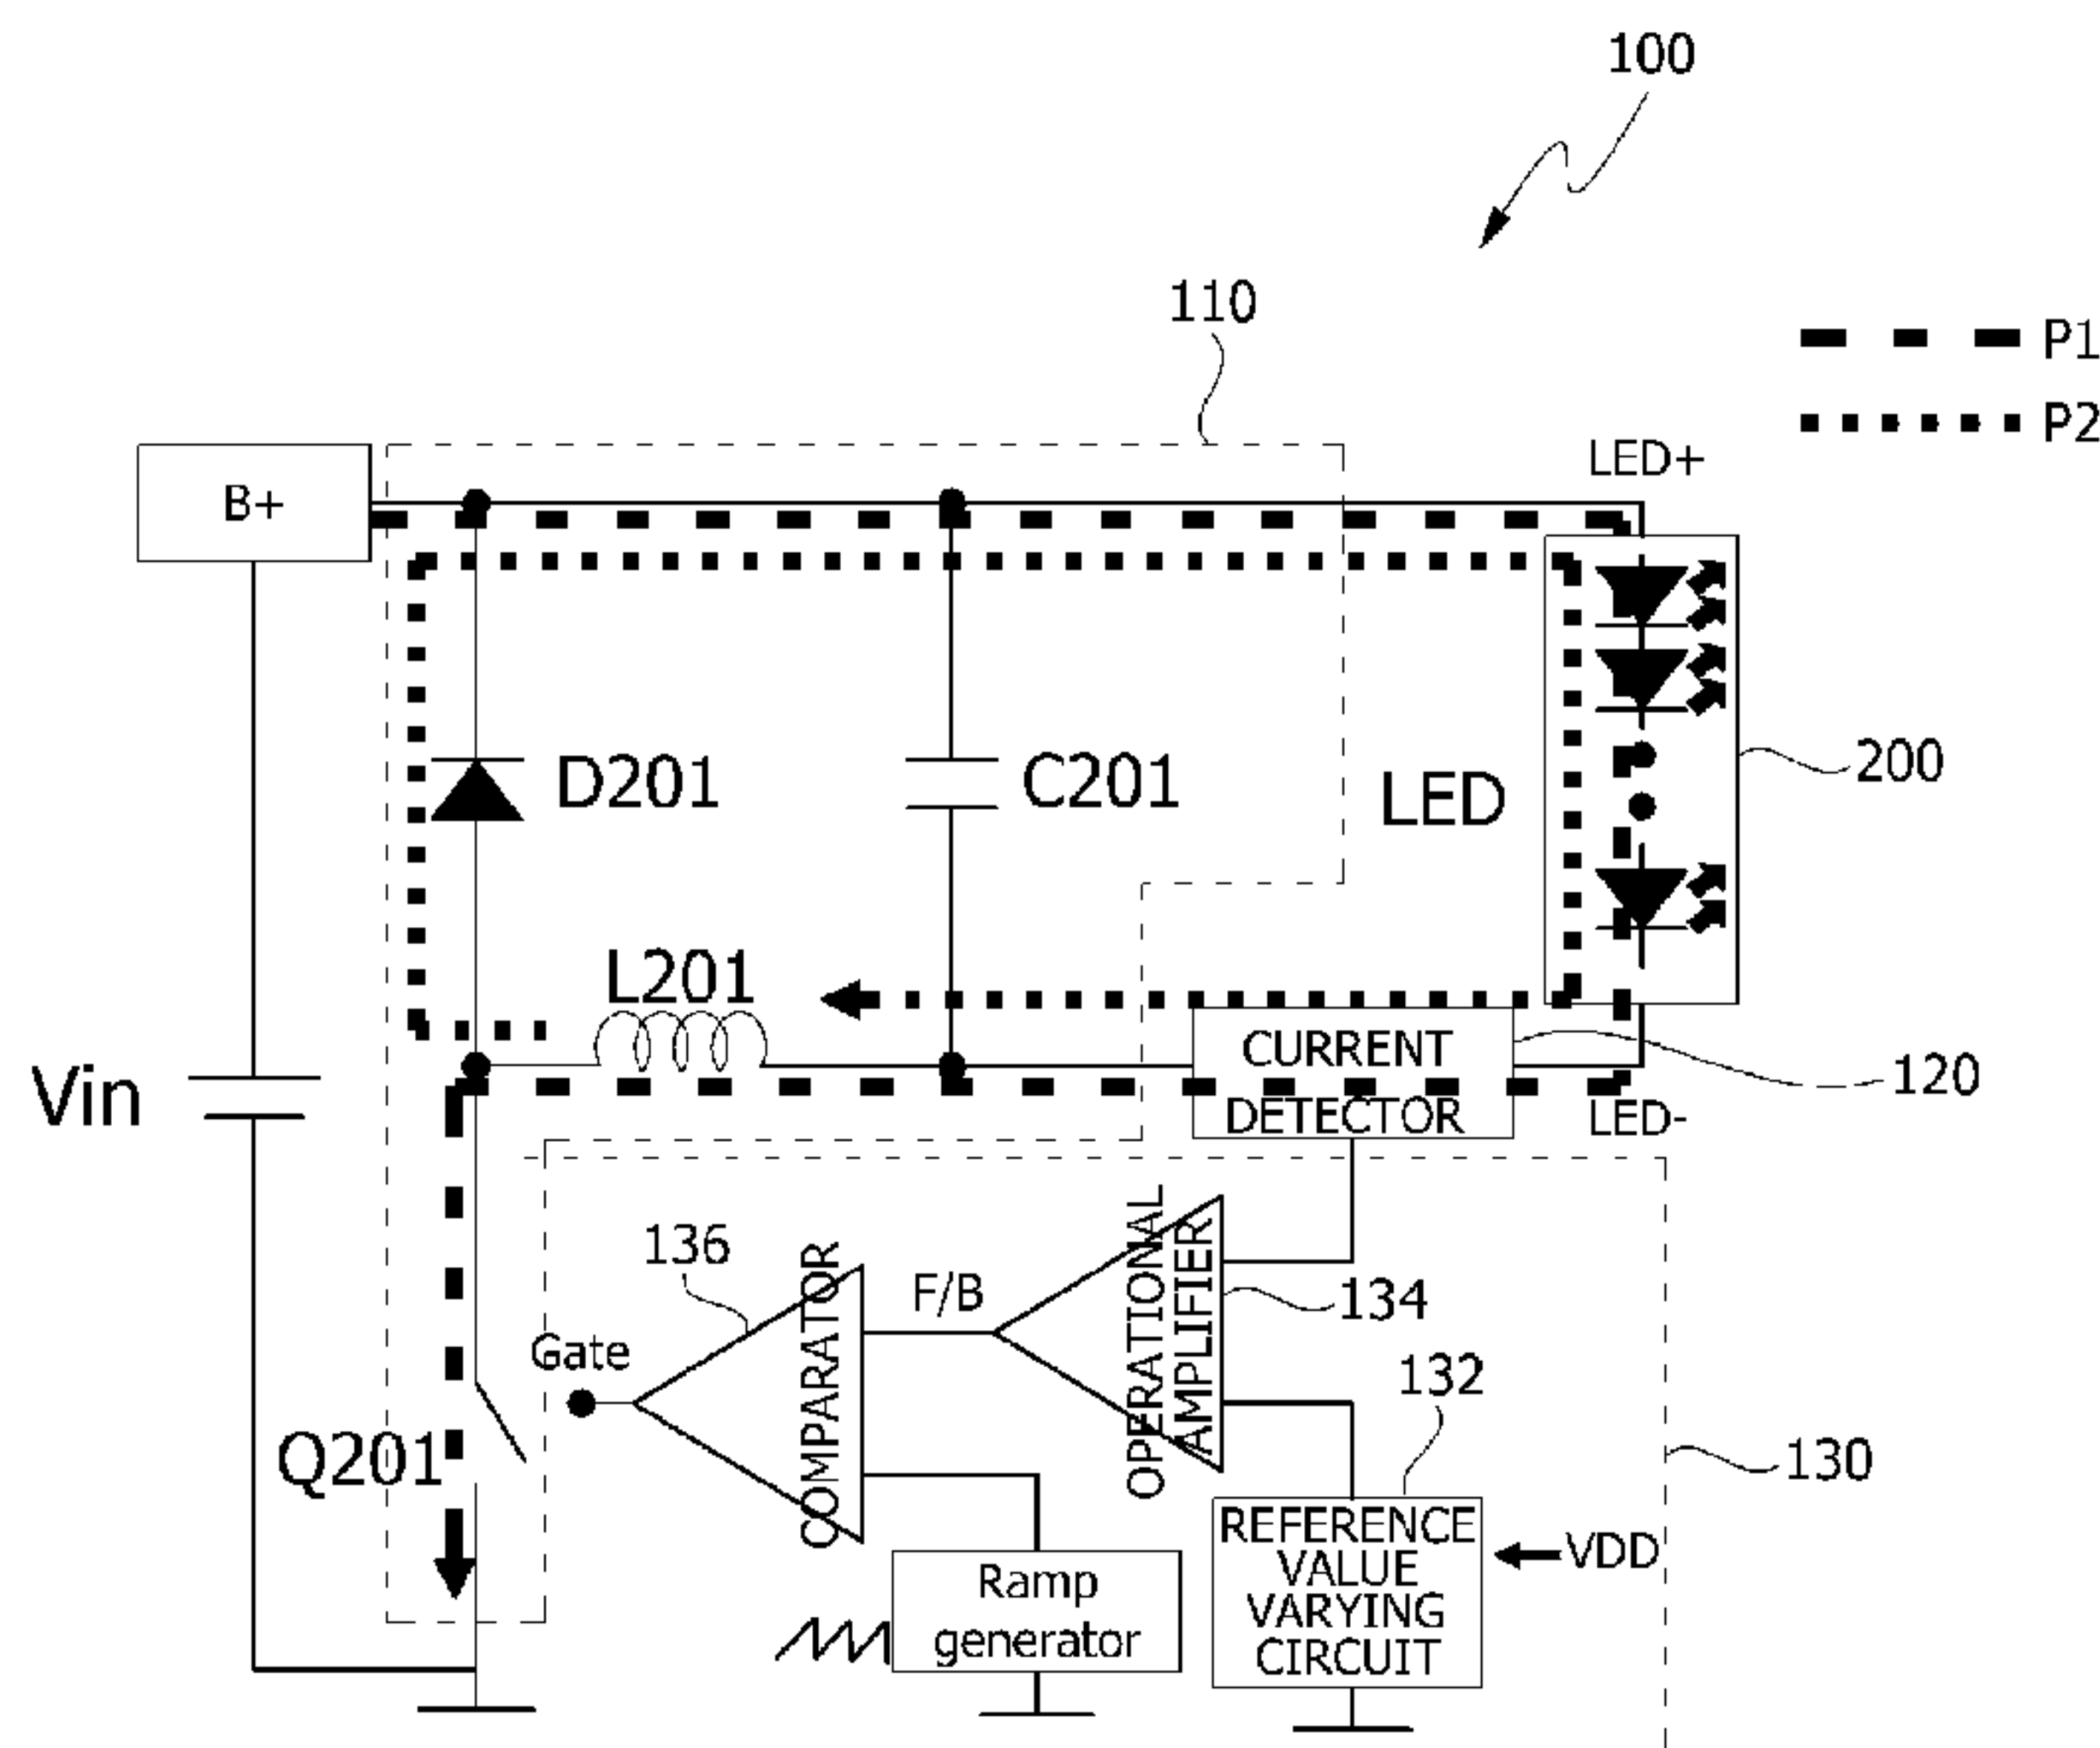 100
110
P1
P2
LED+
B+
D201
C201
LED
200
L201
CURRENT
DETECTOR
120
Vin
LED-
136
F/B
OPERATIONAL
AMPLIFIER
134
Gate
COMPARATOR
132
Q201
130
REFERENCE
VALUE
VARYING
CIRCUIT
VDD
Ramp
generator